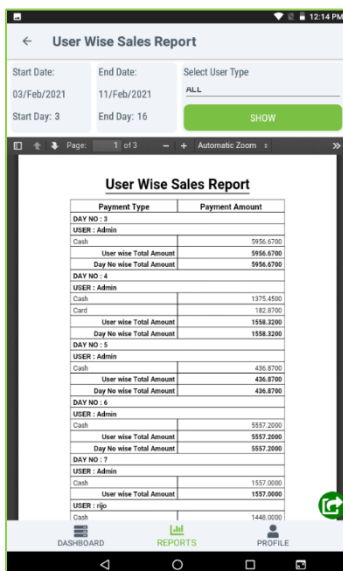 12:14 PM
User Wise Sales Report
Start Date: End Date: Select User Type
03/Feb/2021 11/Feb/2021 ALL
Start Day: 3 End Day: 16 SHOW
Page: 1 of 3 − + Automatic Zoom
User Wise Sales Report
Payment Type Payment Amount
DAY NO : 3
USER : Admin
Cash 5956.6700
User wise Total Amount 5956.6700
Day No wise Total Amount 5956.6700
DAY NO : 4
USER : Admin
Cash 1375.4500
Card 182.8700
User wise Total Amount 1558.3200
Day No wise Total Amount 1558.3200
DAY NO : 5
USER : Admin
Cash 436.8700
User wise Total Amount 436.8700
Day No wise Total Amount 436.8700
DAY NO : 6
USER : Admin
Cash 5557.2000
User wise Total Amount 5557.2000
Day No wise Total Amount 5557.2000
DAY NO : 7
USER : Admin
Cash 1557.0000
User wise Total Amount 1557.0000
USER : rijo
Cash 1448.0000
DASHBOARD REPORTS PROFILE